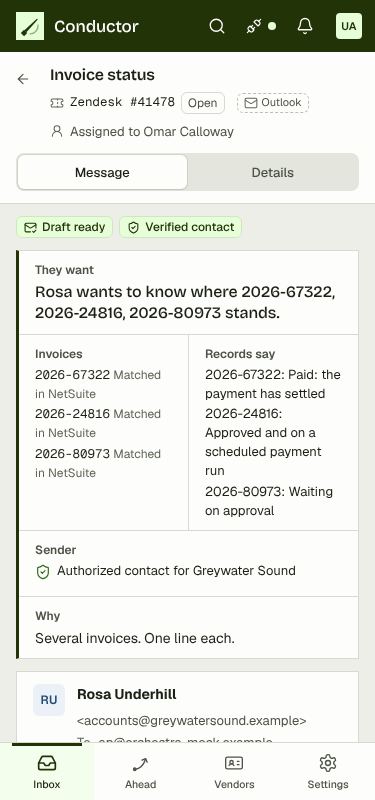 Conductor
UA
Invoice status
Zendesk #41478 Open Outlook
Assigned to Omar Calloway
Message Details
Draft ready Verified contact
They want
Rosa wants to know where 2026-67322,
2026-24816, 2026-80973 stands.
Invoices
2026-67322 Matched
in NetSuite
2026-24816 Matched
in NetSuite
2026-80973 Matched
in NetSuite
Records say
2026-67322: Paid: the
payment has settled
2026-24816:
Approved and on a
scheduled payment
run
2026-80973: Waiting
on approval
Sender
Authorized contact for Greywater Sound
Why
Several invoices. One line each.
RU
Rosa Underhill
<accounts@greywatersound.example>
Inbox Ahead Vendors Settings